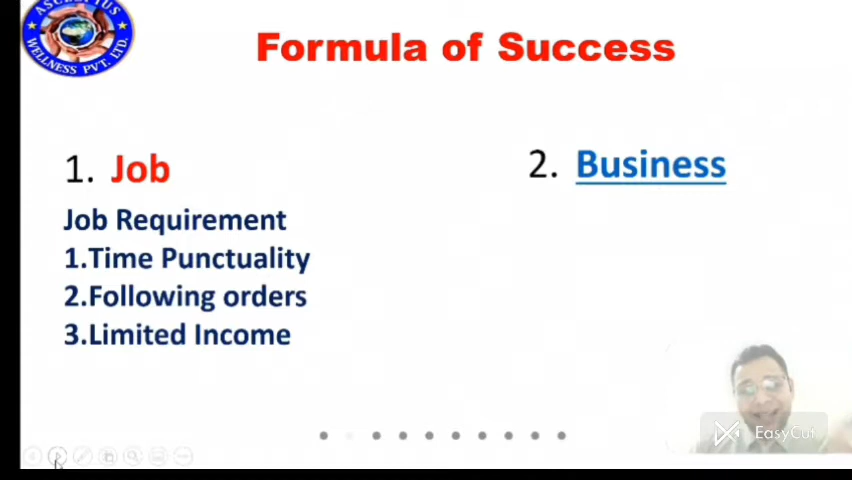 ASCLEPIUS
WELLNESS PVT. LTD.
Formula of Success
1. Job
Job Requirement
1.Time Punctuality
2.Following orders
3.Limited Income
2. Business
EasyCut